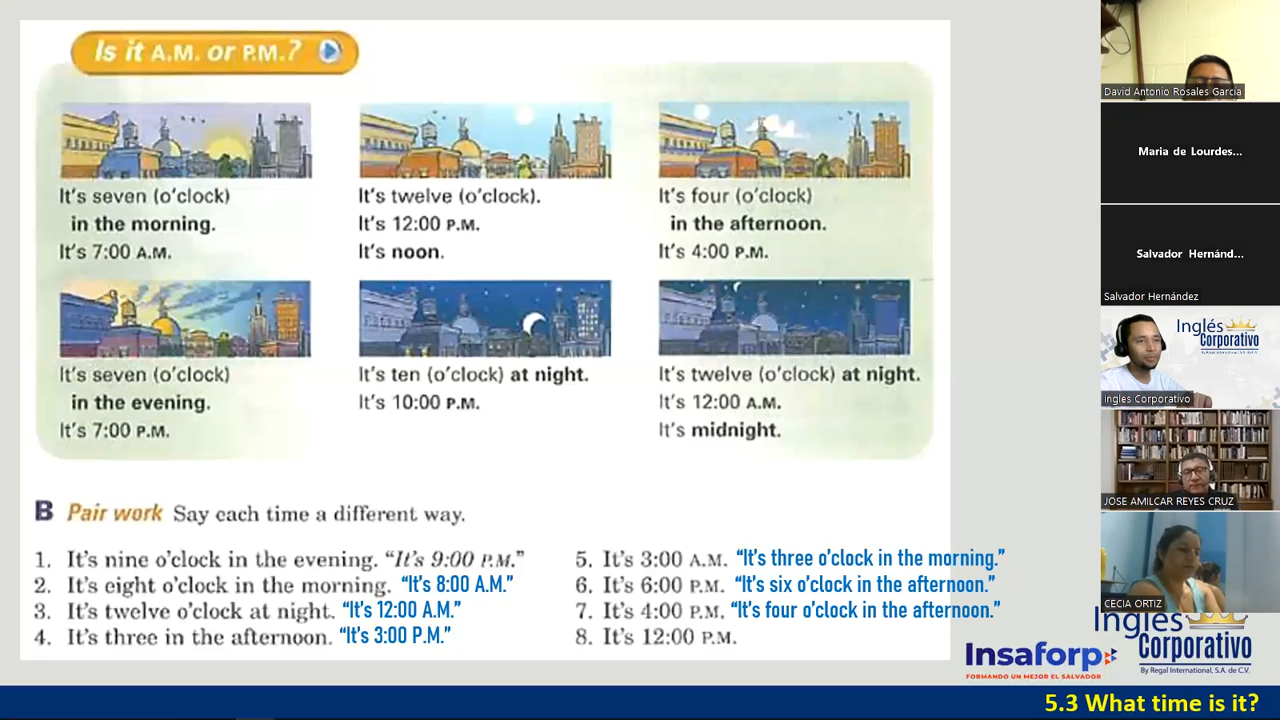 Is it A.M. or P.M.?
It's seven (o'clock)
in the morning.
It's 7:00 A.M.
It's twelve (o'clock).
It's 12:00 P.M.
It's noon.
It's four (o'clock)
in the afternoon.
It's 4:00 P.M.
It's seven (o'clock)
in the evening.
It's 7:00 P.M.
It's ten (o'clock) at night.
It's 10:00 P.M.
It's twelve (o'clock) at night.
It's 12:00 A.M.
It's midnight.
B Pair work Say each time a different way.
1. It's nine o'clock in the evening. "It's 9:00 P.M."
2. It's eight o'clock in the morning. "It's 8:00 A.M."
3. It's twelve o'clock at night. "It's 12:00 A.M."
4. It's three in the afternoon. "It's 3:00 P.M."
5. It's 3:00 A.M. "It's three o'clock in the morning."
6. It's 6:00 P.M. "It's six o'clock in the afternoon."
7. It's 4:00 P.M. "It's four o'clock in the afternoon."
8. It's 12:00 P.M.
Insaforp
FORMANDO UN MEJOR EL SALVADOR
Inglés
Corporativo
By Regal International, S.A. de C.V.
5.3 What time is it?
David Antonio Rosales García
Maria de Lourdes...
Salvador Hernánd...
Salvador Hernández
Inglés
Corporativo
By Regal International, S.A. de C.V.
Ingles Corporativo
JOSE AMILCAR REYES CRUZ
CECIA ORTIZ